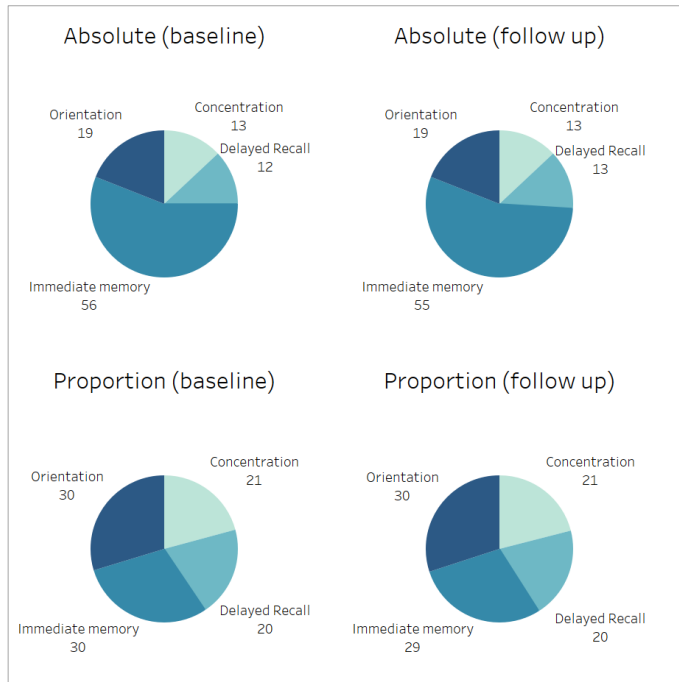 Absolute (baseline)
Absolute (follow up)
Orientation
19
Concentration
13
Delayed Recall
12
Immediate memory
56
Orientation
19
Concentration
13
Delayed Recall
13
Immediate memory
55
Proportion (baseline)
Proportion (follow up)
Orientation
30
Concentration
21
Delayed Recall
20
Immediate memory
30
Orientation
30
Concentration
21
Delayed Recall
20
Immediate memory
29